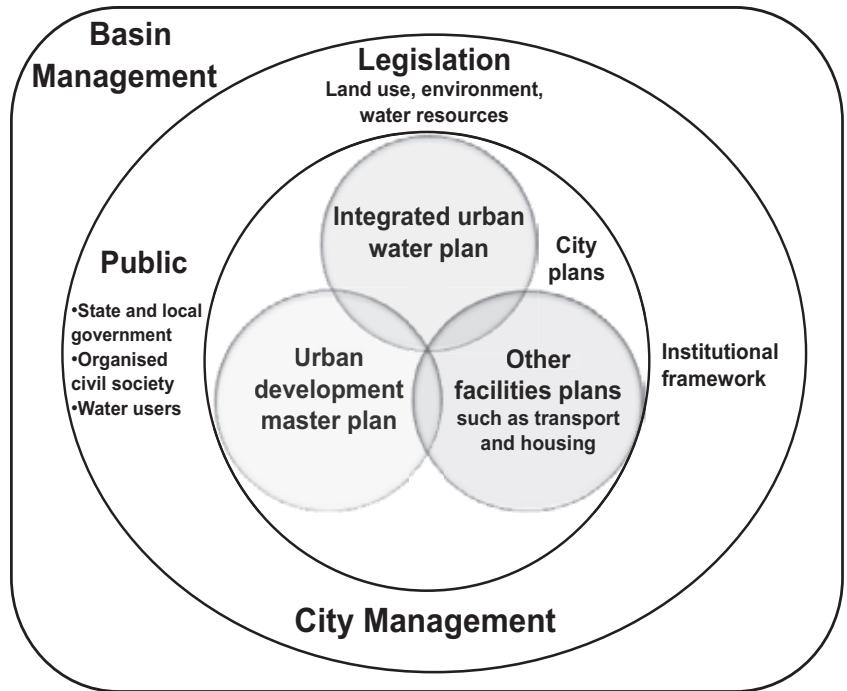 Basin
Management
Legislation
Land use, environment,
water resources
Integrated urban
water plan
City
plans
Public
•State and local
government
•Organised
civil society
•Water users
Urban
development
master plan
Other
facilities plans
such as transport
and housing
Institutional
framework
City Management